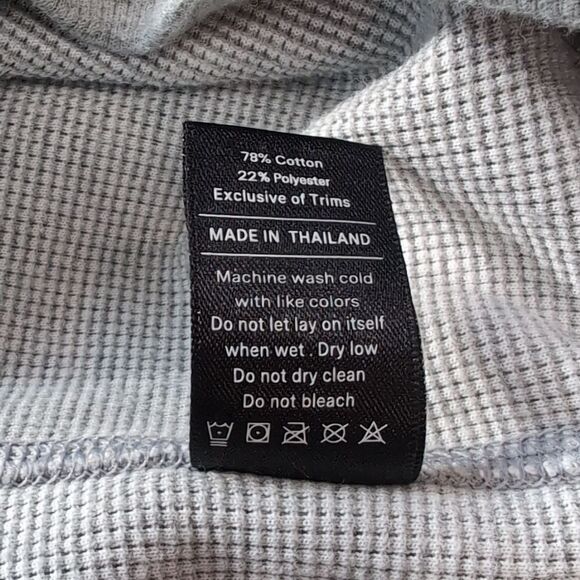 78% Cotton
22% Polyester
Exclusive of Trims
MADE IN THAILAND
Machine wash cold
with like colors
Do not let lay on itself
when wet . Dry low
Do not dry clean
Do not bleach